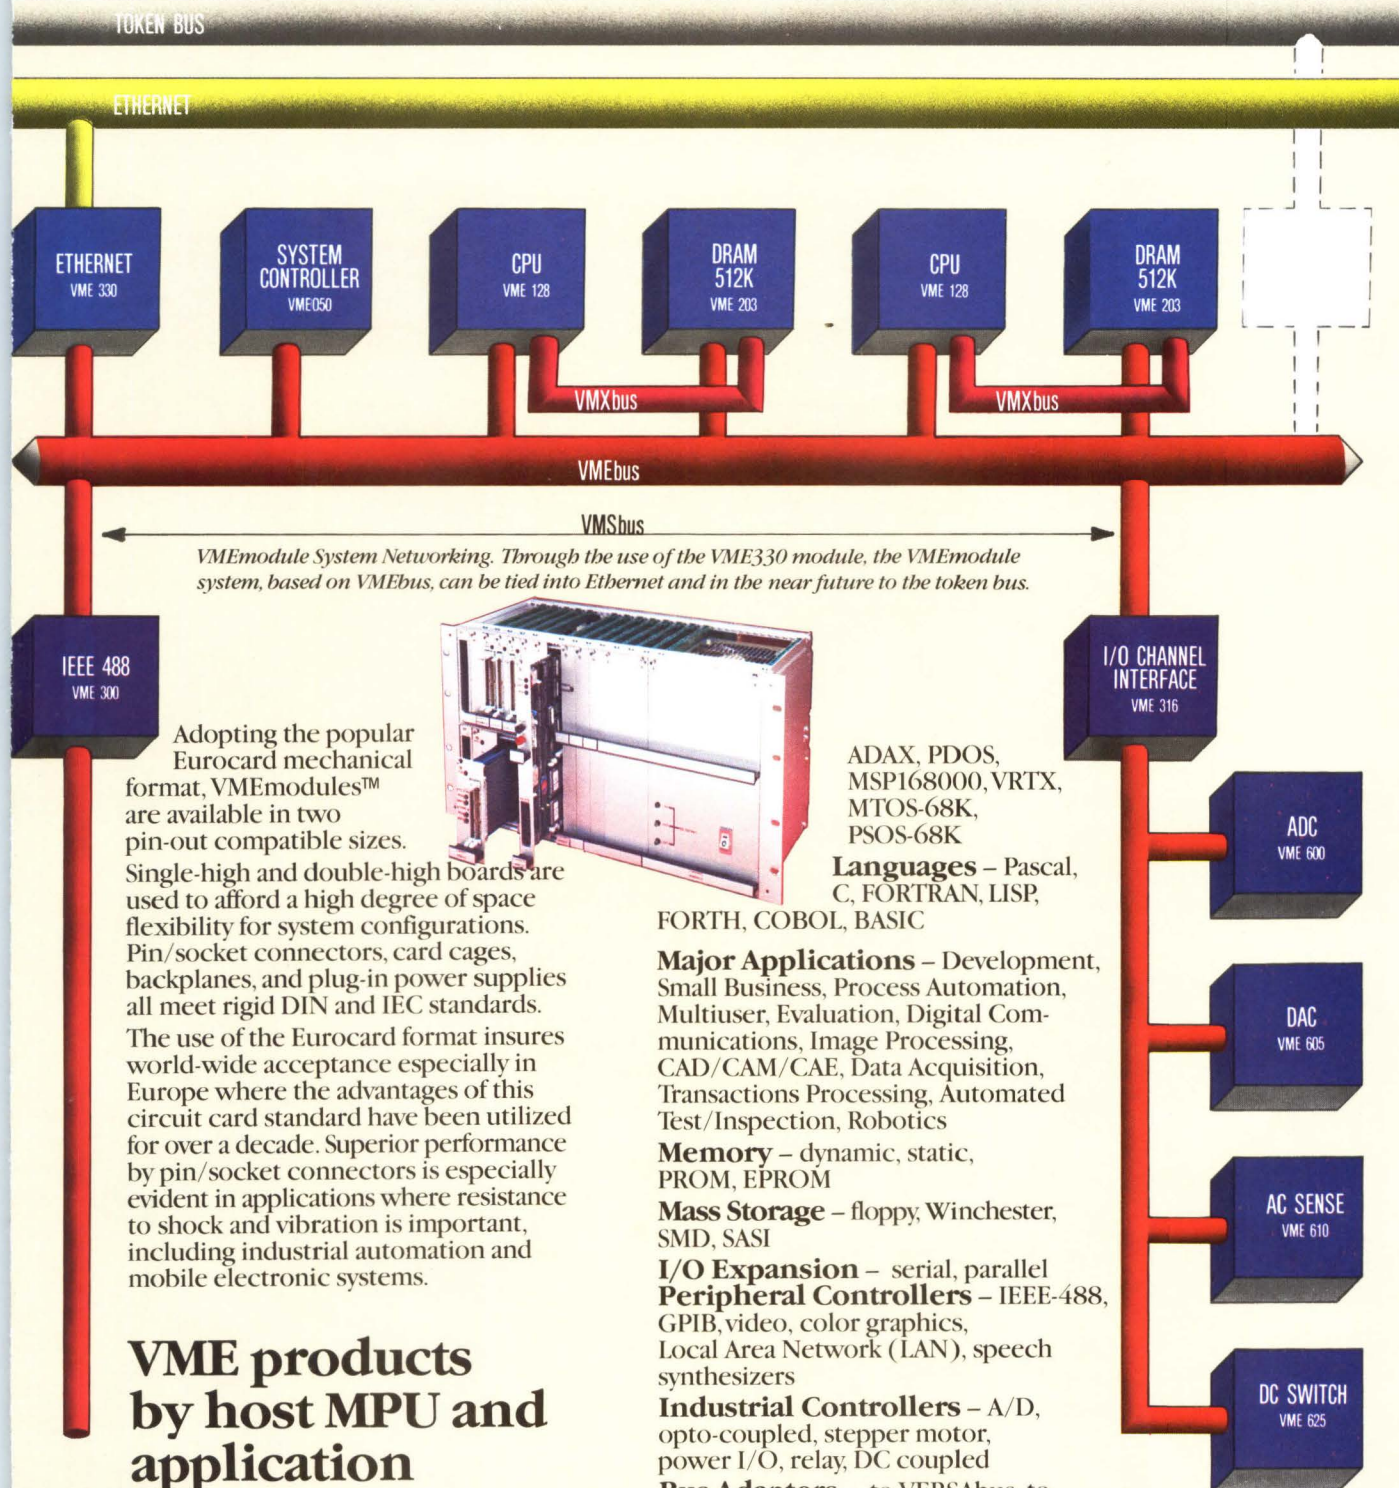 TOKEN BUS
ETHERNET
ETHERNET
VME 330
SYSTEM
CONTROLLER
VME050
CPU
VME 128
DRAM
512K
VME 203
CPU
VME 128
DRAM
512K
VME 203
VMXbus
VMXbus
VMEbus
VMSbus
VMEmodule System Networking. Through the use of the VME330 module, the VMEmodule
system, based on VMEbus, can be tied into Ethernet and in the near future to the token bus.
IEEE 488
VME 300
I/O CHANNEL
INTERFACE
VME 316
ADC
VME 600
DAC
VME 605
AC SENSE
VME 610
DC SWITCH
VME 625
Adopting the popular
Eurocard mechanical
format, VMEmodules™
are available in two
pin-out compatible sizes.
Single-high and double-high boards are
used to afford a high degree of space
flexibility for system configurations.
Pin/socket connectors, card cages,
backplanes, and plug-in power supplies
all meet rigid DIN and IEC standards.
The use of the Eurocard format insures
world-wide acceptance especially in
Europe where the advantages of this
circuit card standard have been utilized
for over a decade. Superior performance
by pin/socket connectors is especially
evident in applications where resistance
to shock and vibration is important,
including industrial automation and
mobile electronic systems.
VME products
by host MPU and
application
ADAX, PDOS,
MSP168000, VRTX,
MTOS-68K,
PSOS-68K
Languages – Pascal,
C, FORTRAN, LISP,
FORTH, COBOL, BASIC
Major Applications – Development,
Small Business, Process Automation,
Multiuser, Evaluation, Digital Com-
munications, Image Processing,
CAD/CAM/CAE, Data Acquisition,
Transactions Processing, Automated
Test/Inspection, Robotics
Memory – dynamic, static,
PROM, EPROM
Mass Storage – floppy, Winchester,
SMD, SASI
I/O Expansion – serial, parallel
Peripheral Controllers – IEEE-488,
GPIB, video, color graphics,
Local Area Network (LAN), speech
synthesizers
Industrial Controllers – A/D,
opto-coupled, stepper motor,
power I/O, relay, DC coupled
Bus Adaptors – to VERSAbus, to